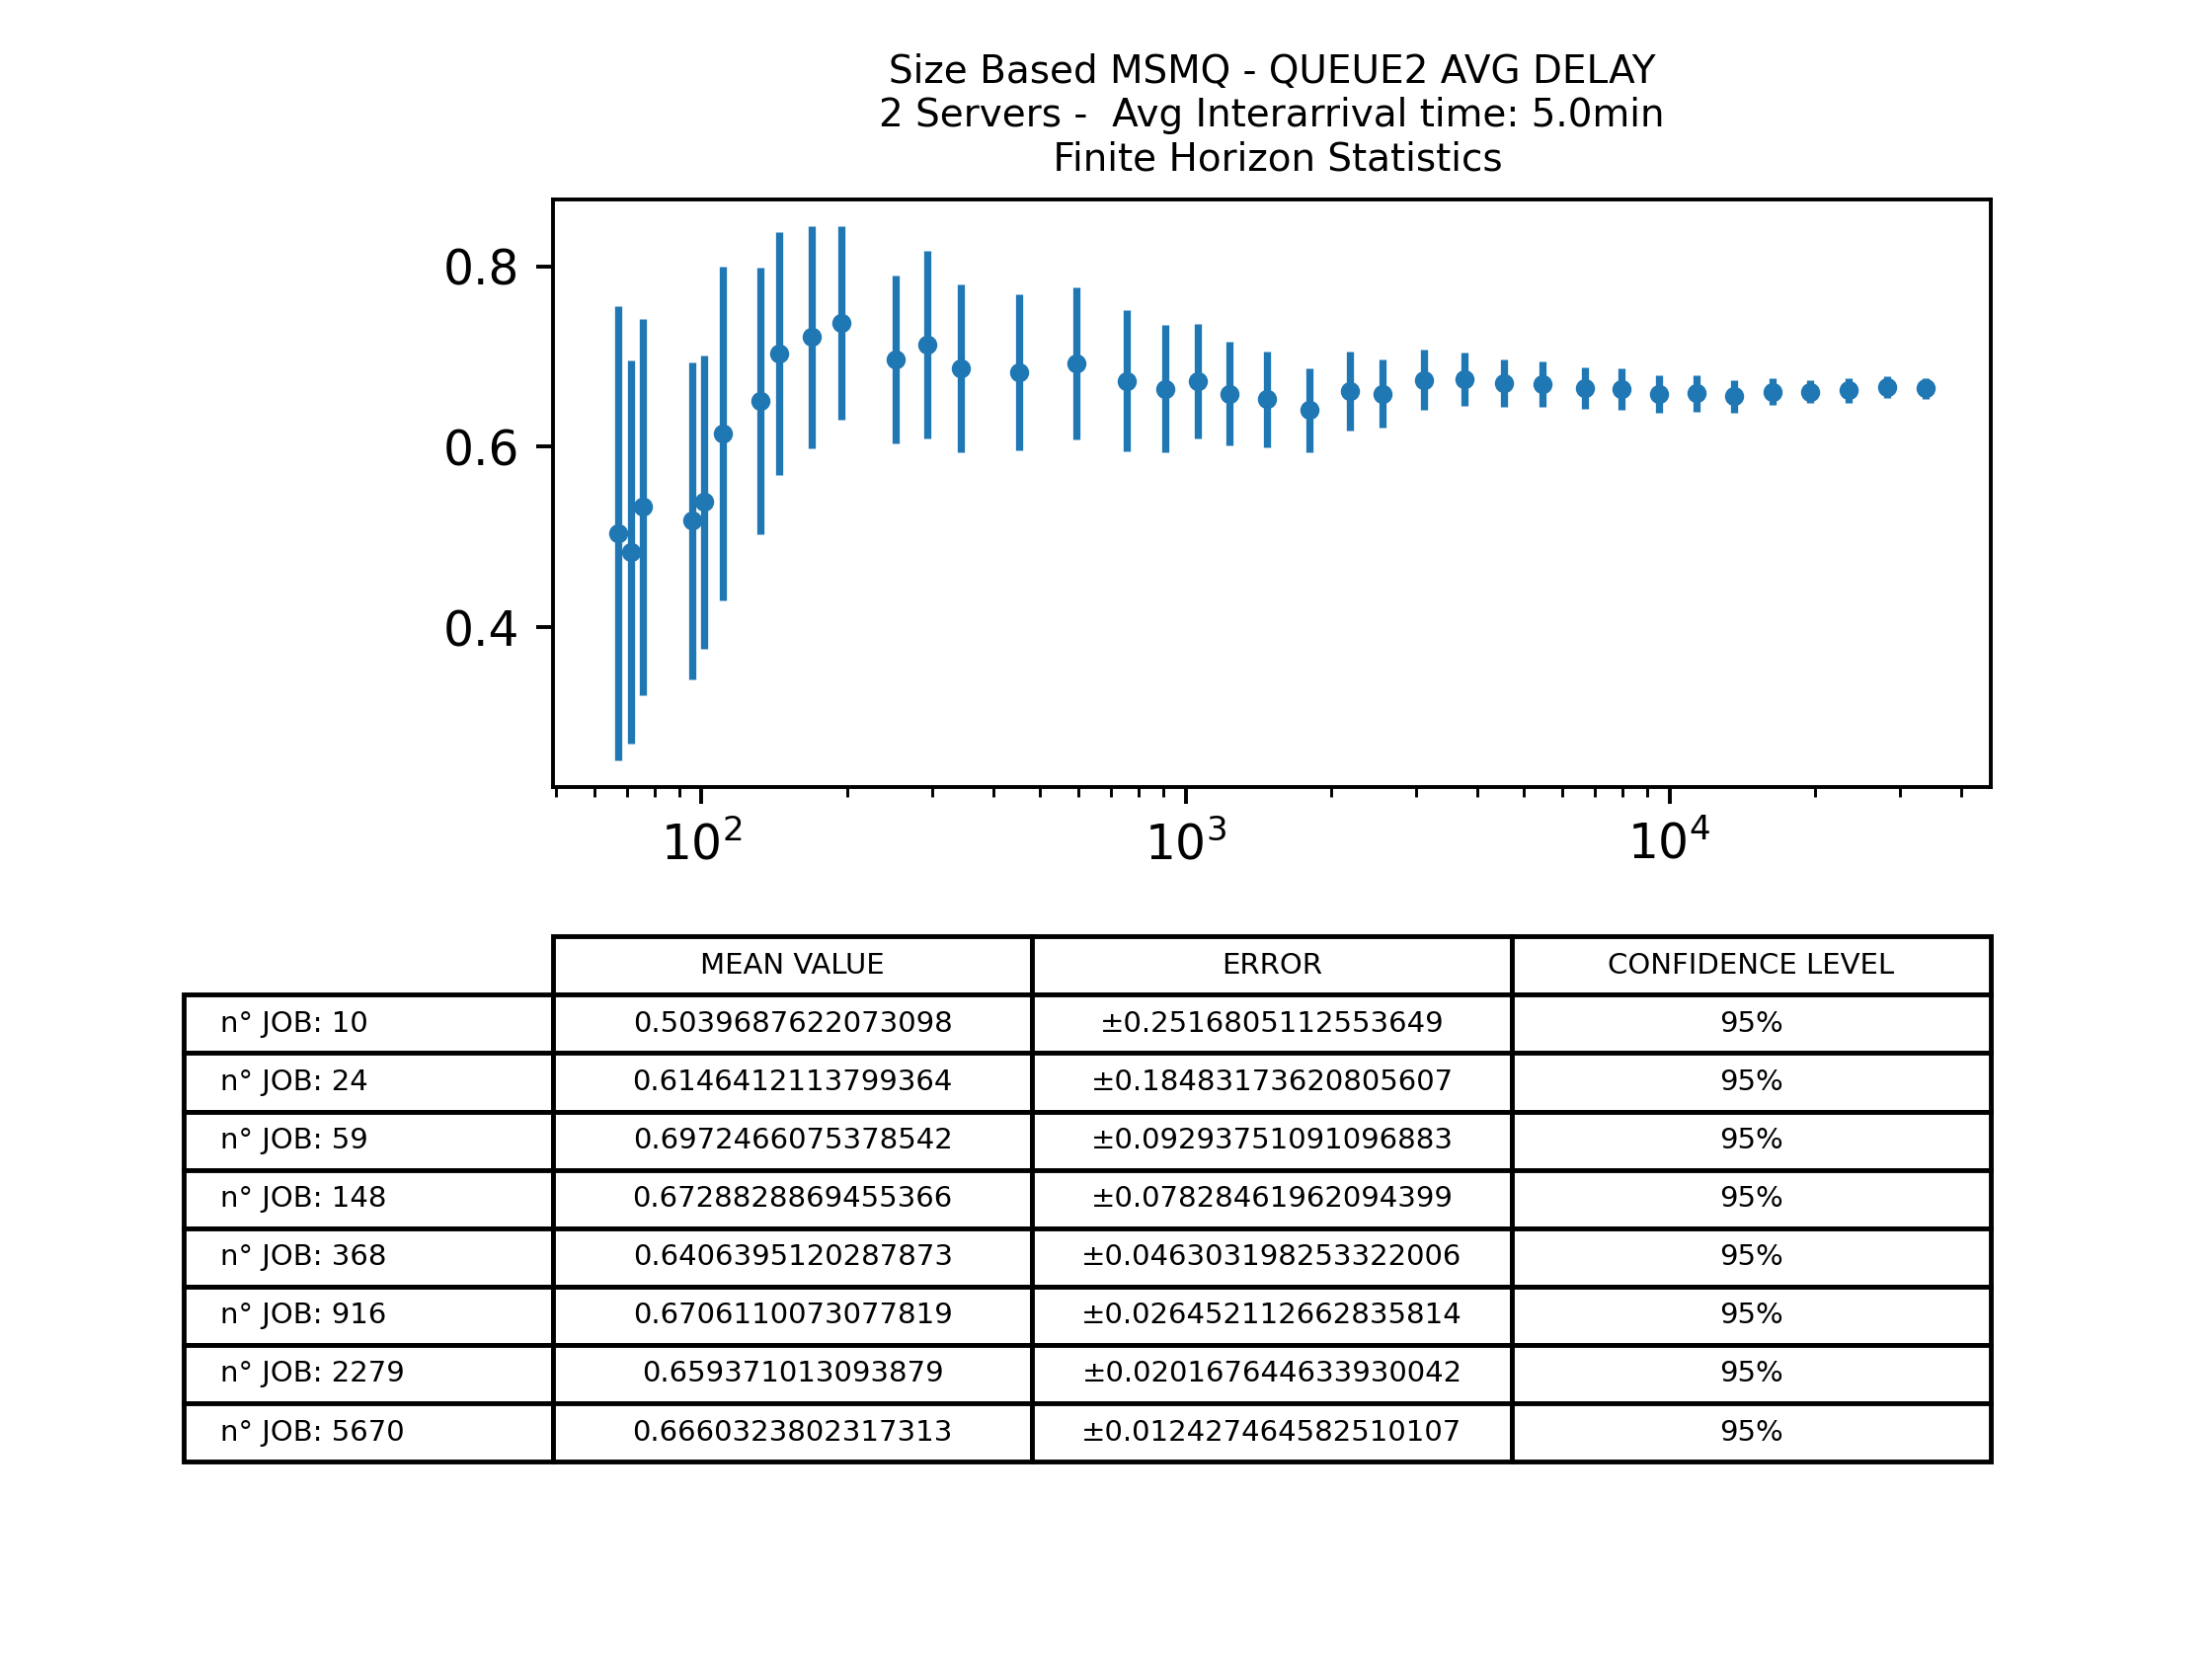 Size Based MSMQ - QUEUE2 AVG DELAY
2 Servers -  Avg Interarrival time: 5.0min
Finite Horizon Statistics
0.8
0.6
0.4
10² 10³ 10⁴
MEAN VALUE ERROR CONFIDENCE LEVEL
n° JOB: 10 0.5039687622073098 ±0.2516805112553649 95%
n° JOB: 24 0.6146412113799364 ±0.18483173620805607 95%
n° JOB: 59 0.6972466075378542 ±0.09293751091096883 95%
n° JOB: 148 0.6728828869455366 ±0.07828461962094399 95%
n° JOB: 368 0.6406395120287873 ±0.046303198253322006 95%
n° JOB: 916 0.6706110073077819 ±0.026452112662835814 95%
n° JOB: 2279 0.659371013093879 ±0.020167644633930042 95%
n° JOB: 5670 0.6660323802317313 ±0.012427464582510107 95%